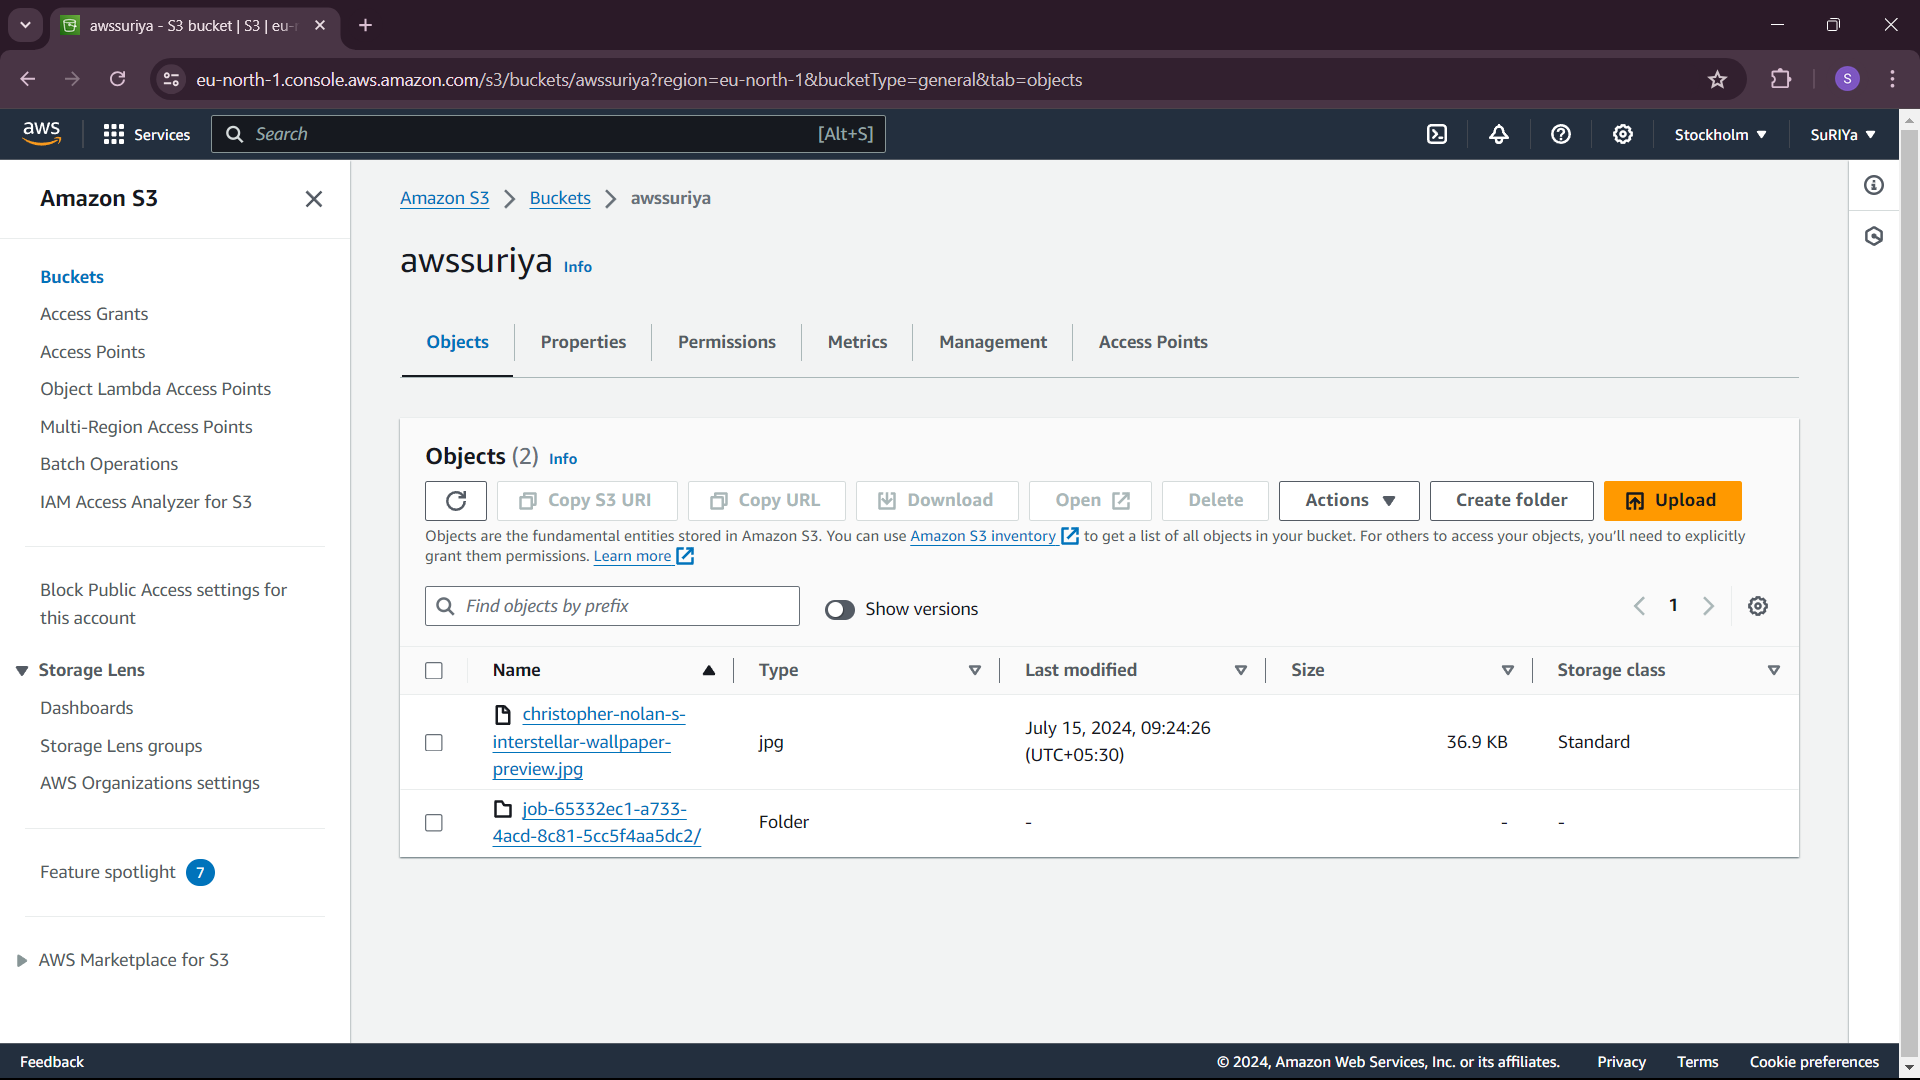 awssuriya - S3 bucket | S3 | eu-n
eu-north-1.console.aws.amazon.com/s3/buckets/awssuriya?region=eu-north-1&bucketType=general&tab=objects
S
aws
Services
Search
[Alt+S]
Stockholm
SuRIYa
Amazon S3
Buckets
Access Grants
Access Points
Object Lambda Access Points
Multi-Region Access Points
Batch Operations
IAM Access Analyzer for S3
Block Public Access settings for
this account
Storage Lens
Dashboards
Storage Lens groups
AWS Organizations settings
Feature spotlight 7
AWS Marketplace for S3
Amazon S3 > Buckets > awssuriya
awssuriya Info
Objects
Properties
Permissions
Metrics
Management
Access Points
Objects (2) Info
Copy S3 URI
Copy URL
Download
Open
Delete
Actions
Create folder
Upload
Objects are the fundamental entities stored in Amazon S3. You can use Amazon S3 inventory to get a list of all objects in your bucket. For others to access your objects, you'll need to explicitly
grant them permissions. Learn more
Find objects by prefix
Show versions
1
Name
Type
Last modified
Size
Storage class
christopher-nolan-s-
interstellar-wallpaper-
preview.jpg
jpg
July 15, 2024, 09:24:26
(UTC+05:30)
36.9 KB
Standard
job-65332ec1-a733-
4acd-8c81-5cc5f4aa5dc2/
Folder
-
-
-
Feedback
© 2024, Amazon Web Services, Inc. or its affiliates.
Privacy
Terms
Cookie preferences